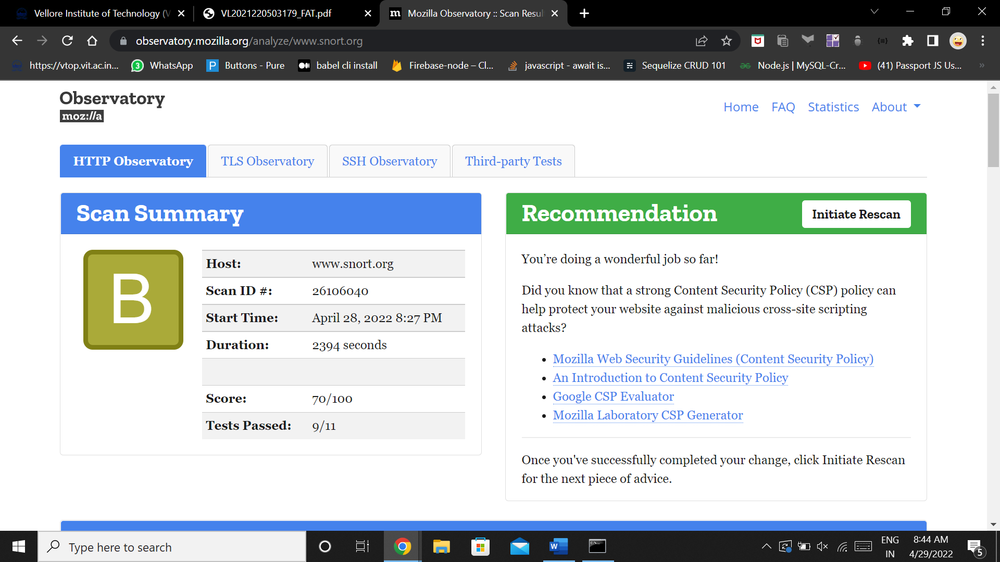 Vellore Institute of Technology (V
VL2021220503179_FAT.pdf
Mozilla Observatory :: Scan Resul
observatory.mozilla.org/analyze/www.snort.org
https://vtop.vit.ac.in...
WhatsApp
Buttons - Pure
babel cli install
Firebase-node – Cl...
javascript - await is...
Sequelize CRUD 101
Node.js | MySQL-Cr...
(41) Passport JS Us...
Observatory
moz://a
Home FAQ Statistics About
HTTP Observatory TLS Observatory SSH Observatory Third-party Tests
Scan Summary
B
Host: www.snort.org
Scan ID #: 26106040
Start Time: April 28, 2022 8:27 PM
Duration: 2394 seconds
Score: 70/100
Tests Passed: 9/11
Recommendation
Initiate Rescan
You’re doing a wonderful job so far!
Did you know that a strong Content Security Policy (CSP) policy can
help protect your website against malicious cross-site scripting
attacks?
• Mozilla Web Security Guidelines (Content Security Policy)
• An Introduction to Content Security Policy
• Google CSP Evaluator
• Mozilla Laboratory CSP Generator
Once you've successfully completed your change, click Initiate Rescan
for the next piece of advice.
Type here to search
ENG
IN
8:44 AM
4/29/2022
5